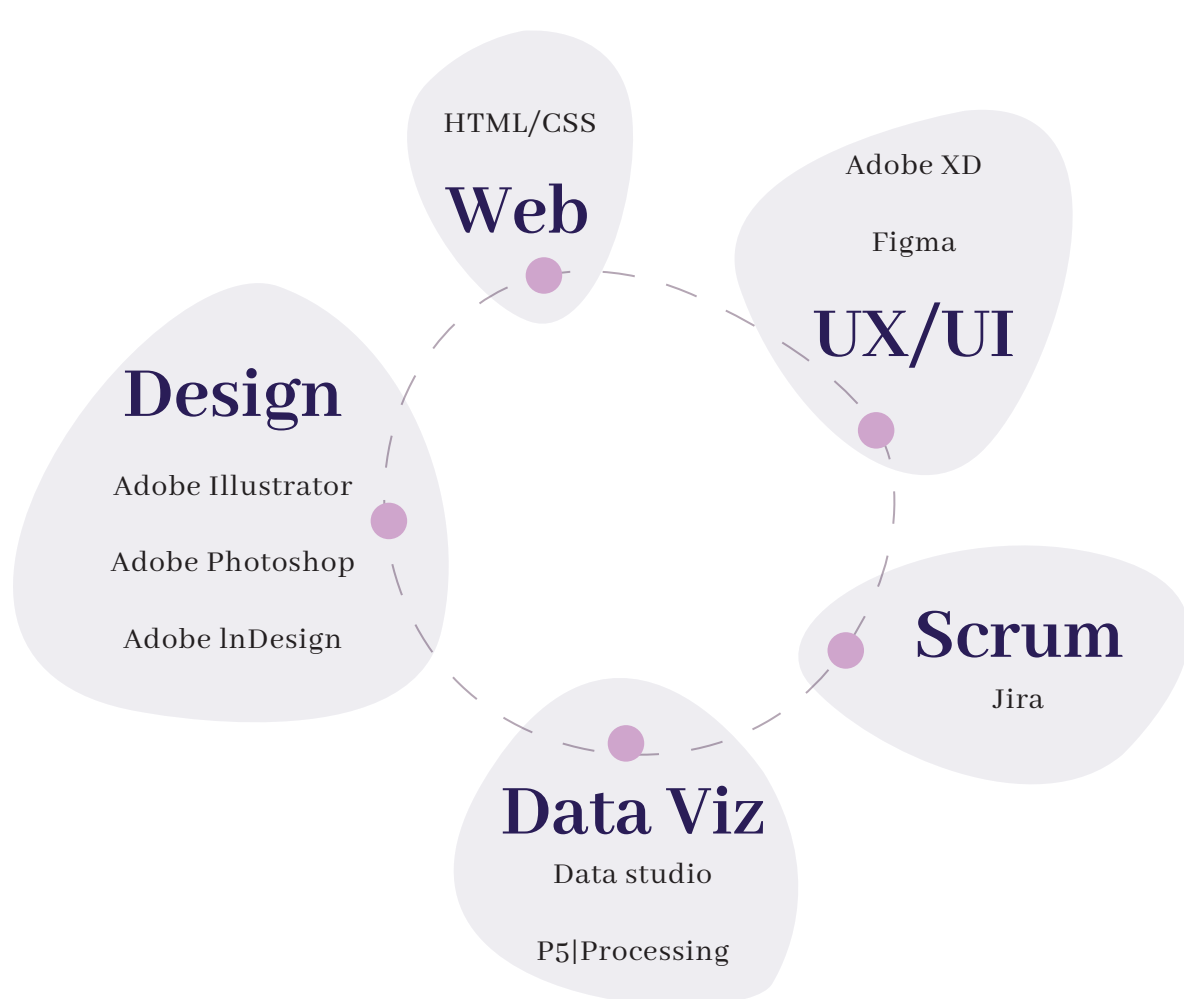 HTML/CSS
Web
Adobe XD
Figma
UX/UI
Design
Adobe Illustrator
Adobe Photoshop
Adobe lnDesign
Scrum
Jira
Data Viz
Data studio
P5|Processing